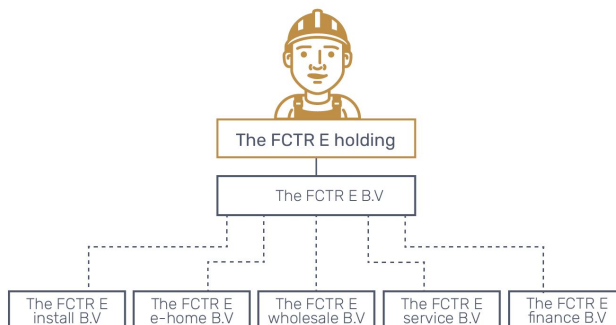 The FCTR E holding
The FCTR E B.V
The FCTR E
install B.V
The FCTR E
e-home B.V
The FCTR E
wholesale B.V
The FCTR E
service B.V
The FCTR E
finance B.V